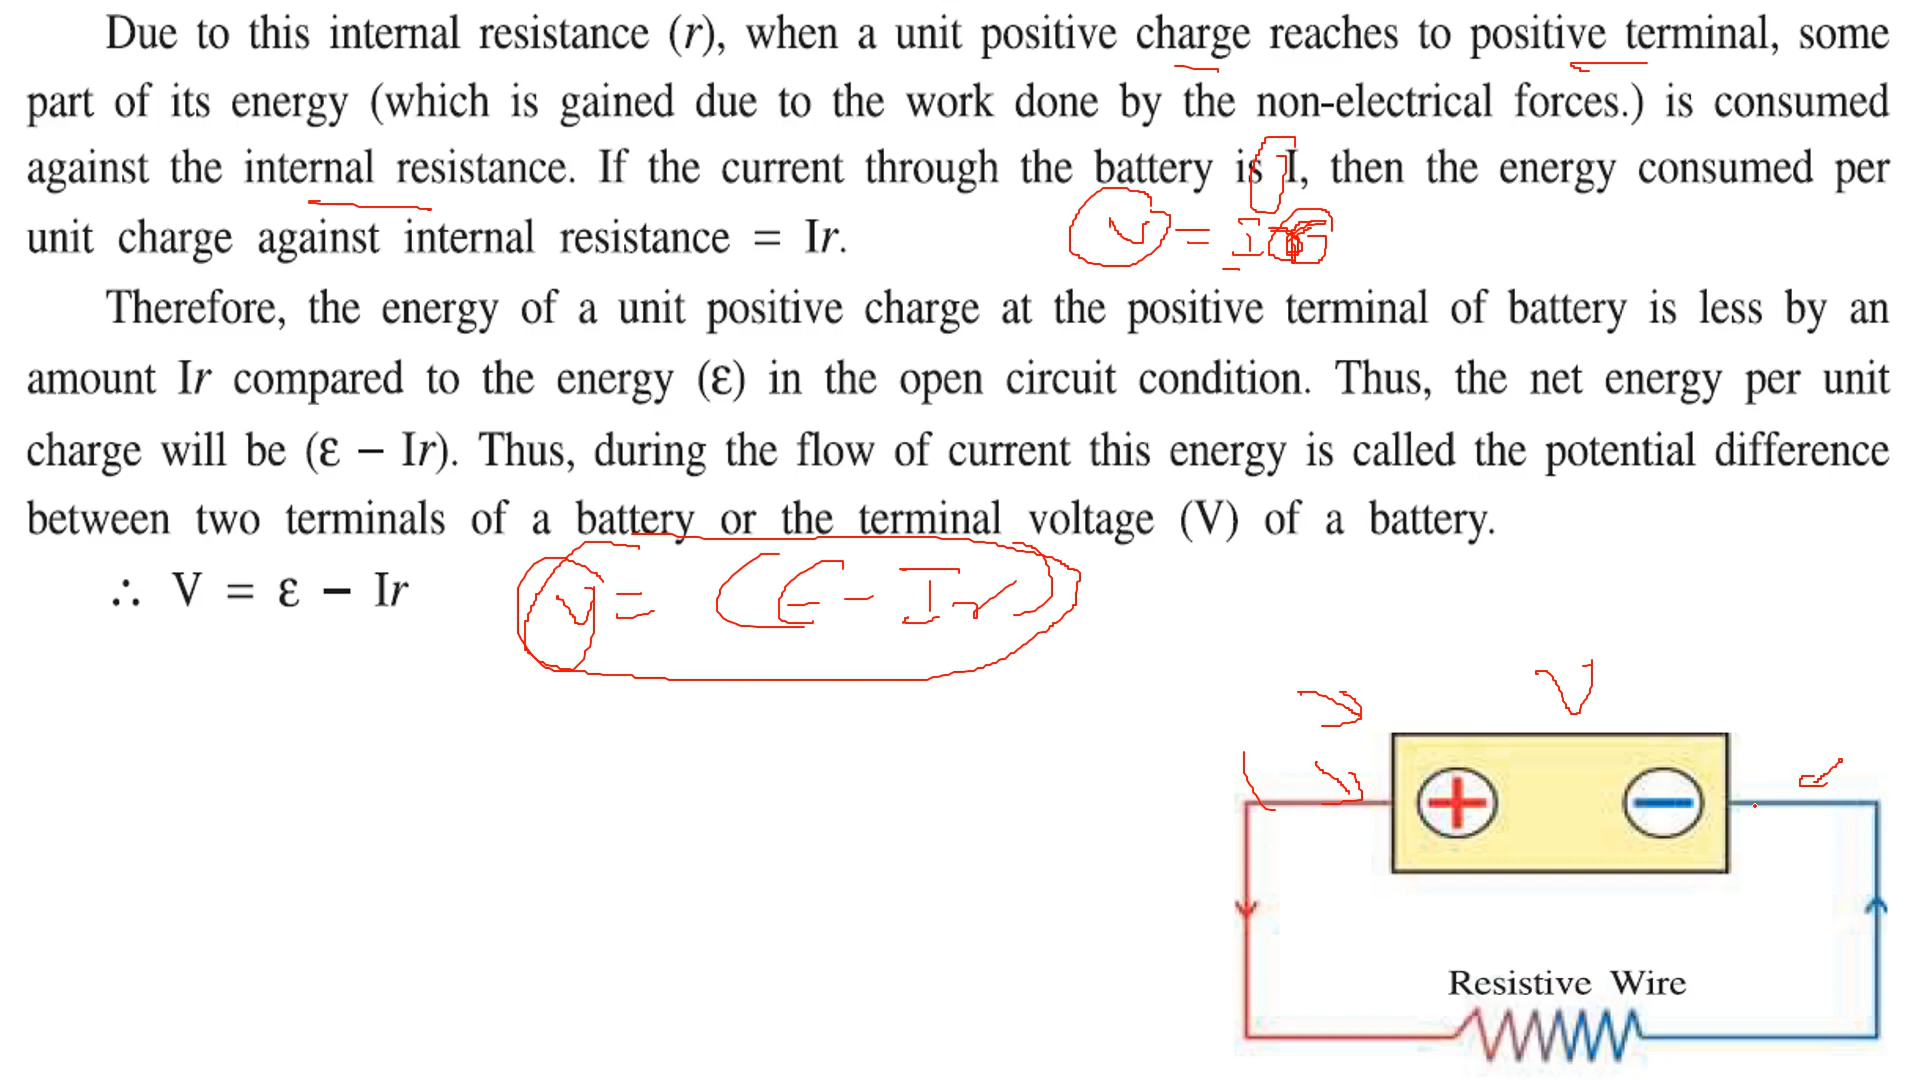 Due to this internal resistance (r), when a unit positive charge reaches to positive terminal, some
part of its energy (which is gained due to the work done by the non-electrical forces.) is consumed
against the internal resistance. If the current through the battery is I, then the energy consumed per
unit charge against internal resistance = Ir.
V = I
Therefore, the energy of a unit positive charge at the positive terminal of battery is less by an
amount Ir compared to the energy (ε) in the open circuit condition. Thus, the net energy per unit
charge will be (ε – Ir). Thus, during the flow of current this energy is called the potential difference
between two terminals of a battery or the terminal voltage (V) of a battery.
∴ V = ε – Ir
V = (ε - Ir)
V
+ −
Resistive Wire